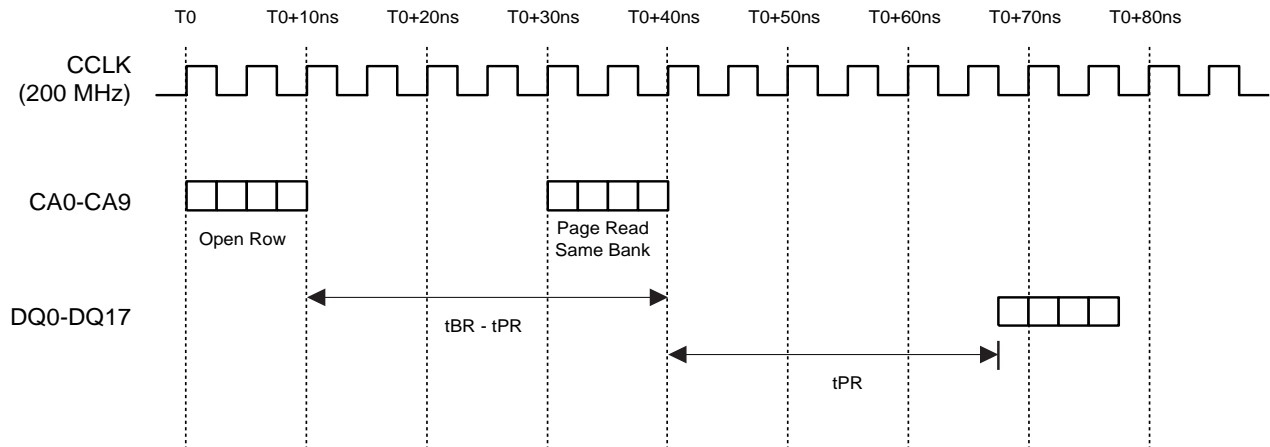 T0 T0+10ns T0+20ns T0+30ns T0+40ns T0+50ns T0+60ns T0+70ns T0+80ns
CCLK
(200 MHz)
CA0-CA9
Open Row
Page Read
Same Bank
DQ0-DQ17
tBR - tPR
tPR